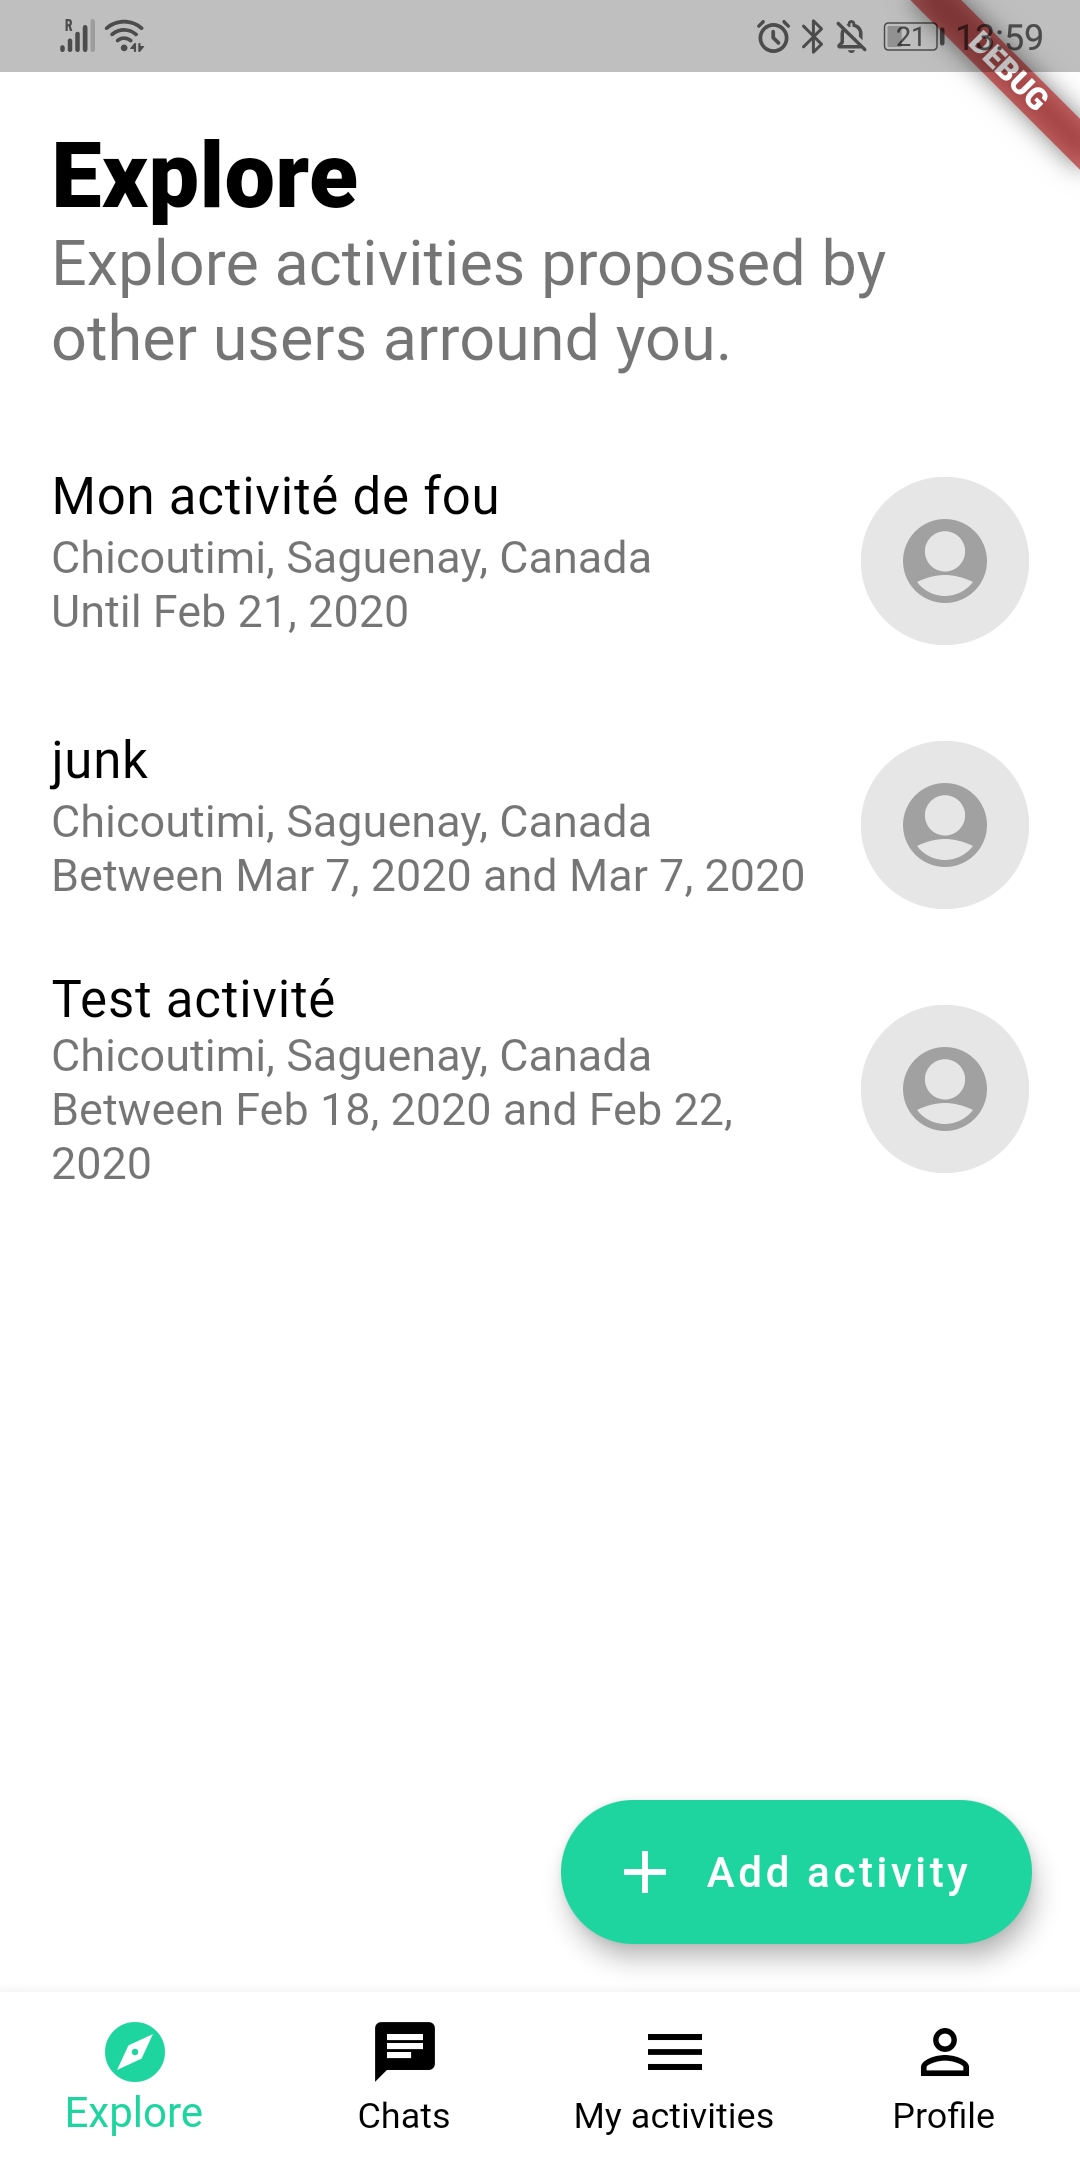 R
21
13:59
DEBUG
Explore
Explore activities proposed by
other users arround you.
Mon activité de fou
Chicoutimi, Saguenay, Canada
Until Feb 21, 2020
junk
Chicoutimi, Saguenay, Canada
Between Mar 7, 2020 and Mar 7, 2020
Test activité
Chicoutimi, Saguenay, Canada
Between Feb 18, 2020 and Feb 22,
2020
Add activity
Explore
Chats
My activities
Profile